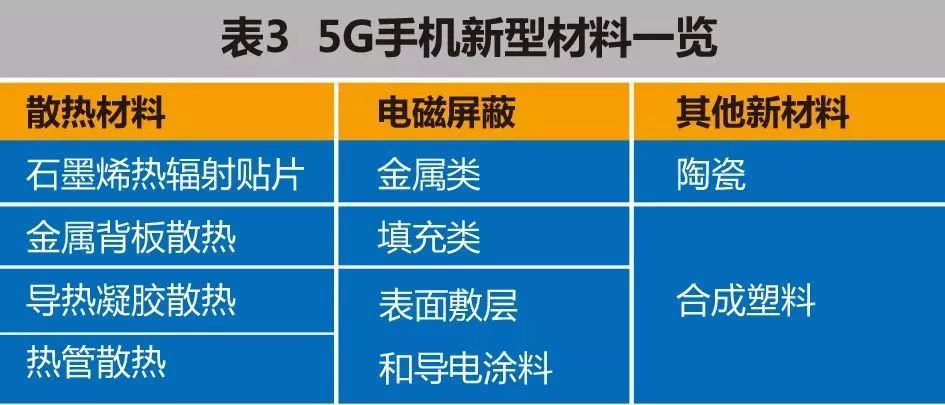 表3 5G手机新型材料一览
散热材料 电磁屏蔽 其他新材料
石墨烯热辐射贴片 金属类 陶瓷
金属背板散热 填充类
导热凝胶散热 表面敷层 合成塑料
热管散热 和导电涂料